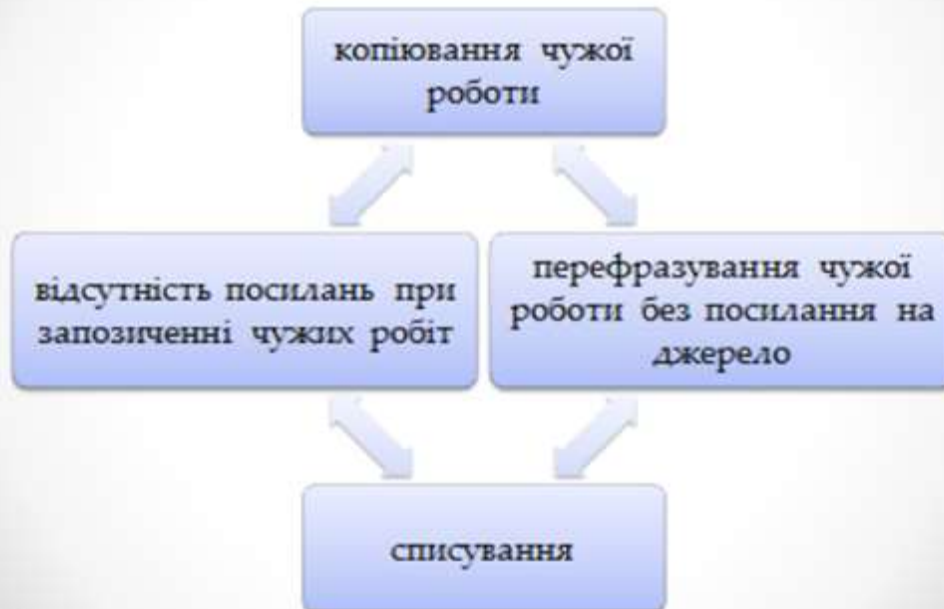 копіювання чужої
роботи
відсутність посилань при
запозиченні чужих робіт
перефразування чужої
роботи без посилання на
джерело
списування